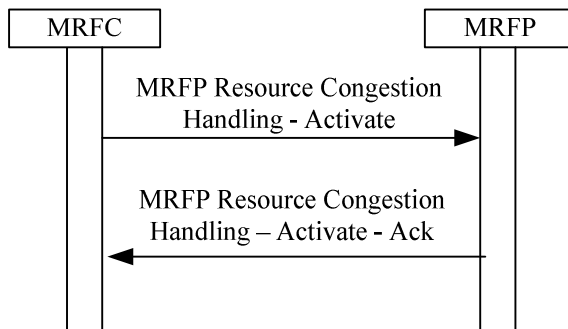 MRFC
MRFP
MRFP Resource Congestion
Handling - Activate
MRFP Resource Congestion
Handling – Activate - Ack